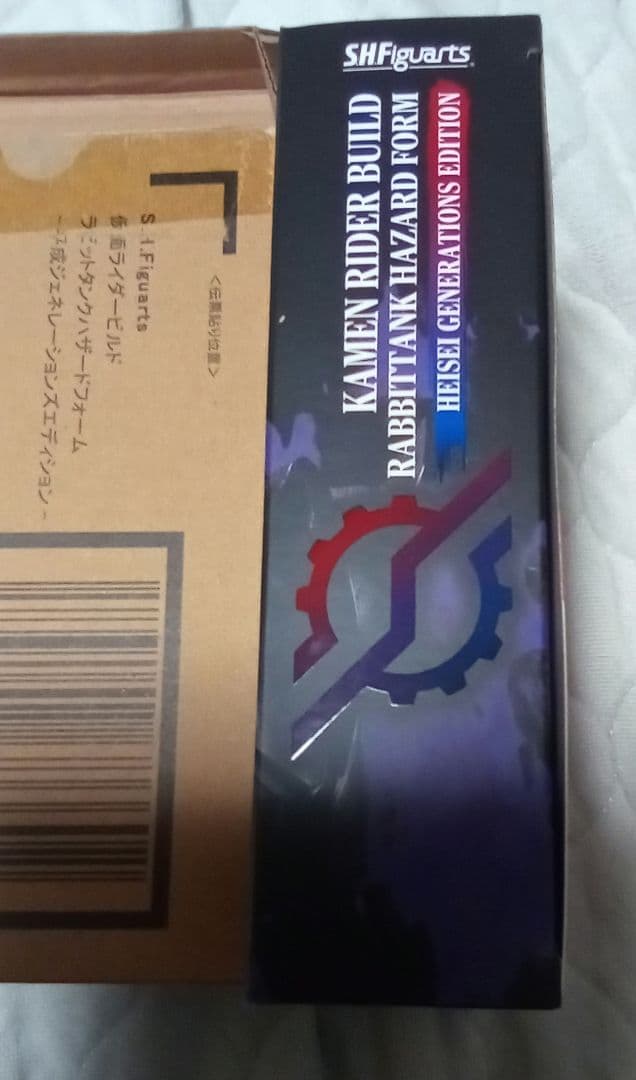 S.H.Figuarts
KAMEN RIDER BUILD
RABBITTANK HAZARD FORM
HEISEI GENERATIONS EDITION
<伝票貼り位置>
Figuarts
仮面ライダービルド
ラビットタンクハザードフォーム
成ジェネレーションズエディション-